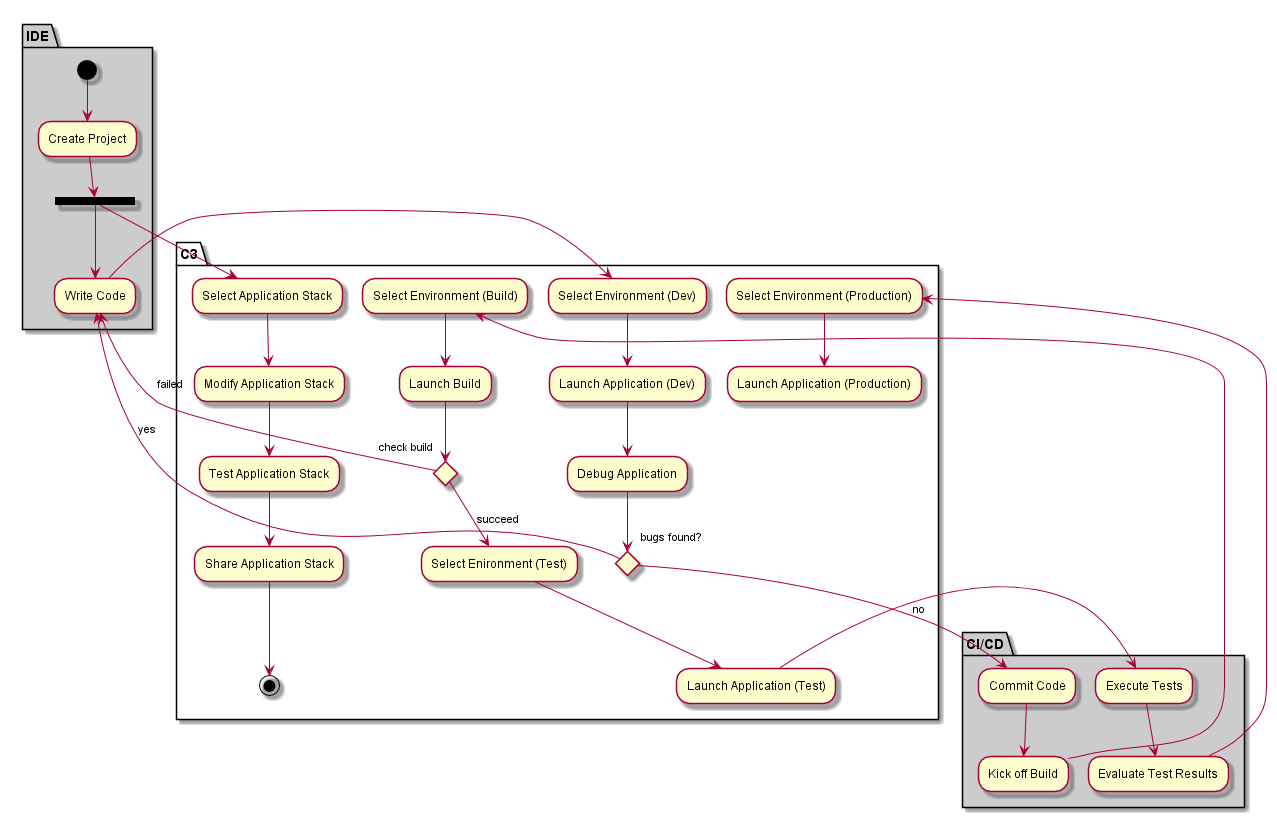 IDE
Create Project
Write Code
C3
Select Application Stack
Select Environment (Build)
Select Environment (Dev)
Select Environment (Production)
failed
Modify Application Stack
Launch Build
Launch Application (Dev)
Launch Application (Production)
yes
check build
Test Application Stack
Debug Application
succeed
bugs found?
Share Application Stack
Select Enironment (Test)
no
CI/CD
Launch Application (Test)
Commit Code
Execute Tests
Kick off Build
Evaluate Test Results